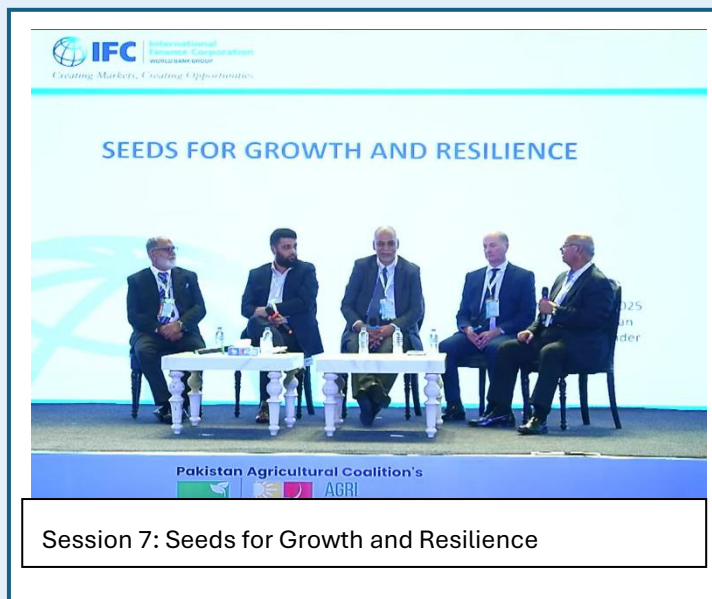 IFC
International
Finance Corporation
WORLD BANK GROUP
Creating Markets, Creating Opportunities
SEEDS FOR GROWTH AND RESILIENCE
2025
Pakistan Agricultural Coalition's
AGRI
Session 7: Seeds for Growth and Resilience